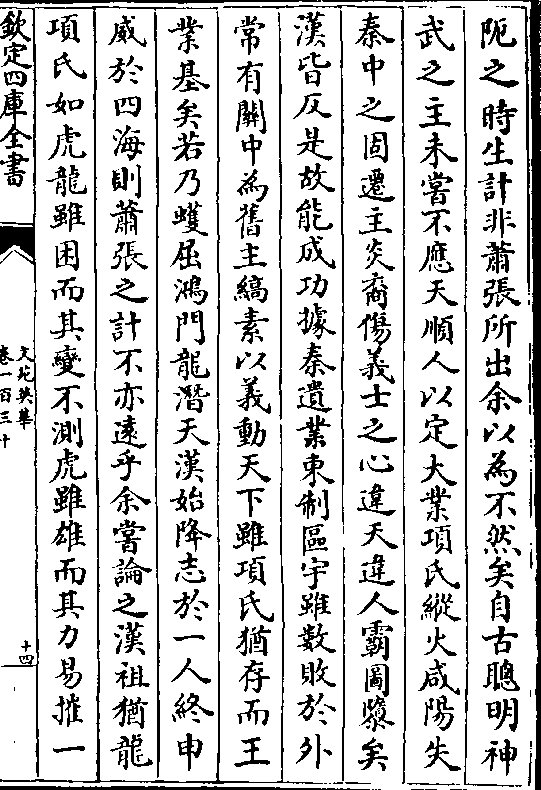 阨之時生計非蕭張所出余以為不然矣自古聰明神
武之主未嘗不應天順人以定大業項氏縱火咸陽失
秦中之固遷主炎裔傷義士之心違天違人霸圖隳矣
漢皆反是故能成功據秦遺業東制區宇雖數敗於外
常有關中為舊主縞素以義動天下雖項氏猶存而王
業基矣若乃蠖屈鴻門龍潛天漢始降志於一人終申
威於四海則蕭張之計不亦遠乎余嘗論之漢祖猶龍
項氏如虎龍雖困而其變不測虎雖雄而其力易摧一
欽定四庫全書
文苑英華
卷一百三十
十四